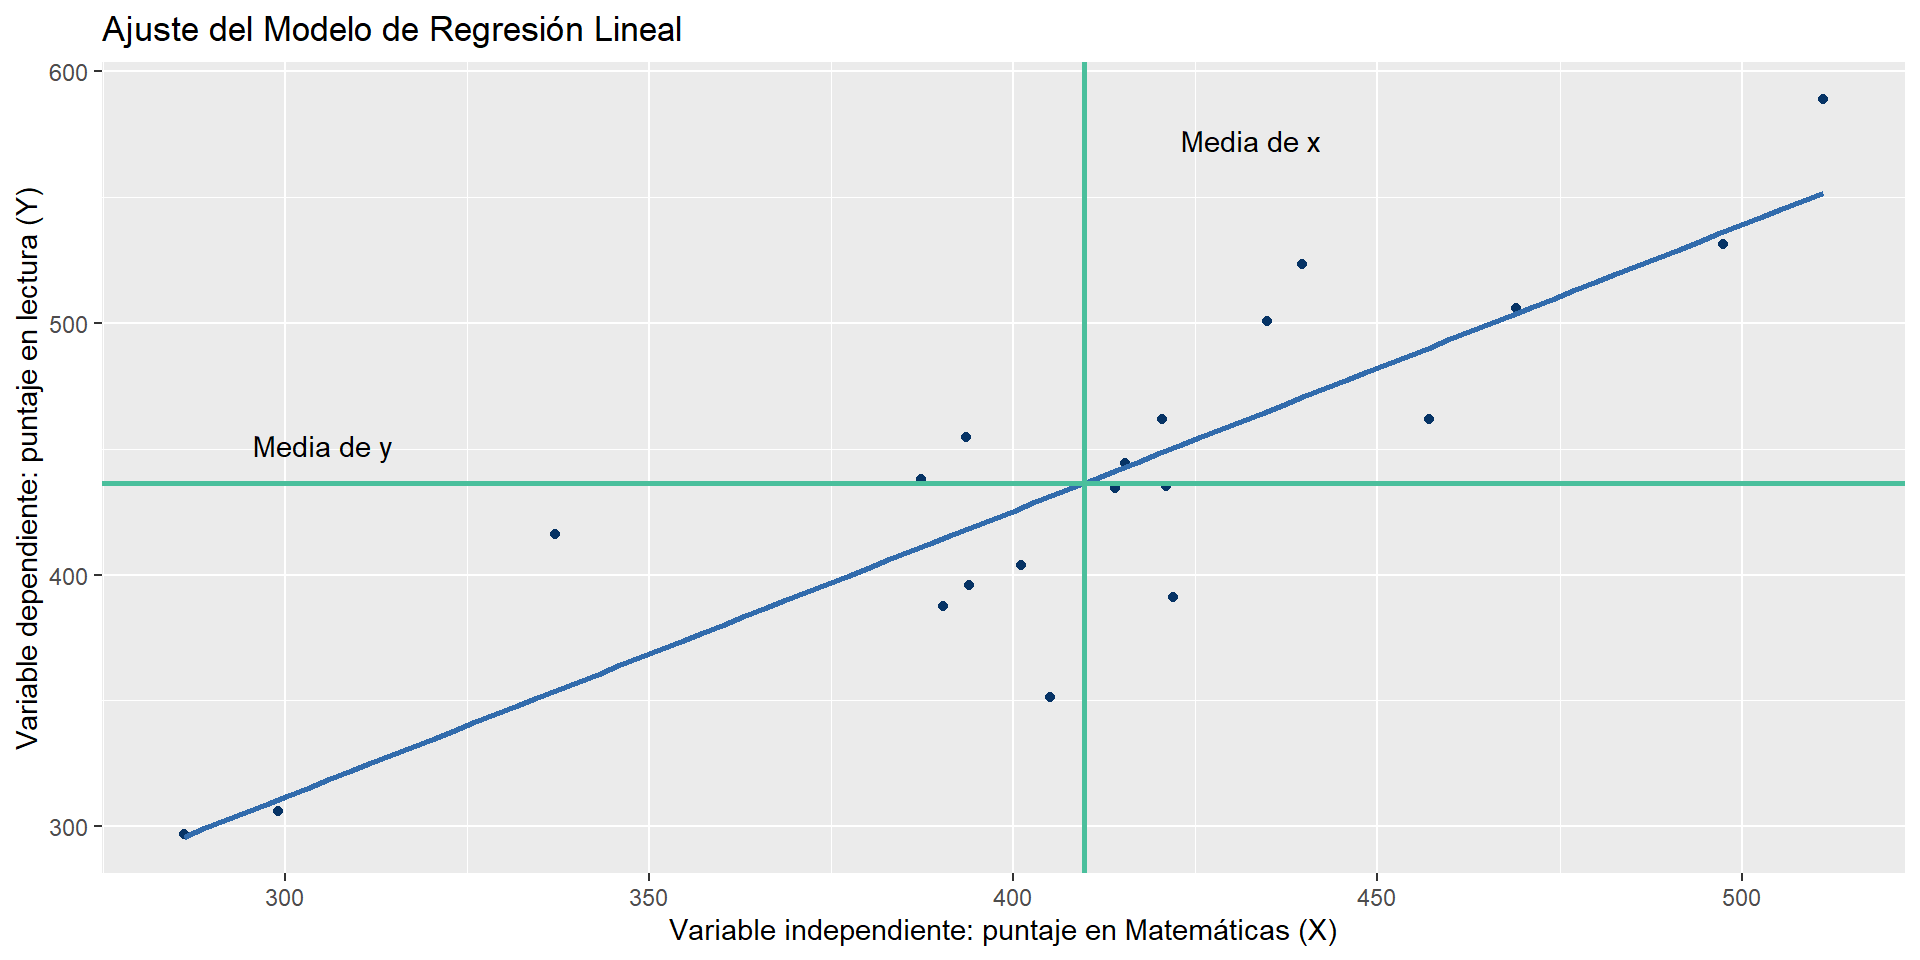 Ajuste del Modelo de Regresión Lineal
Variable dependiente: puntaje en lectura (Y)
600
500
400
300
Media de x
Media de y
300
350
400
450
500
Variable independiente: puntaje en Matemáticas (X)